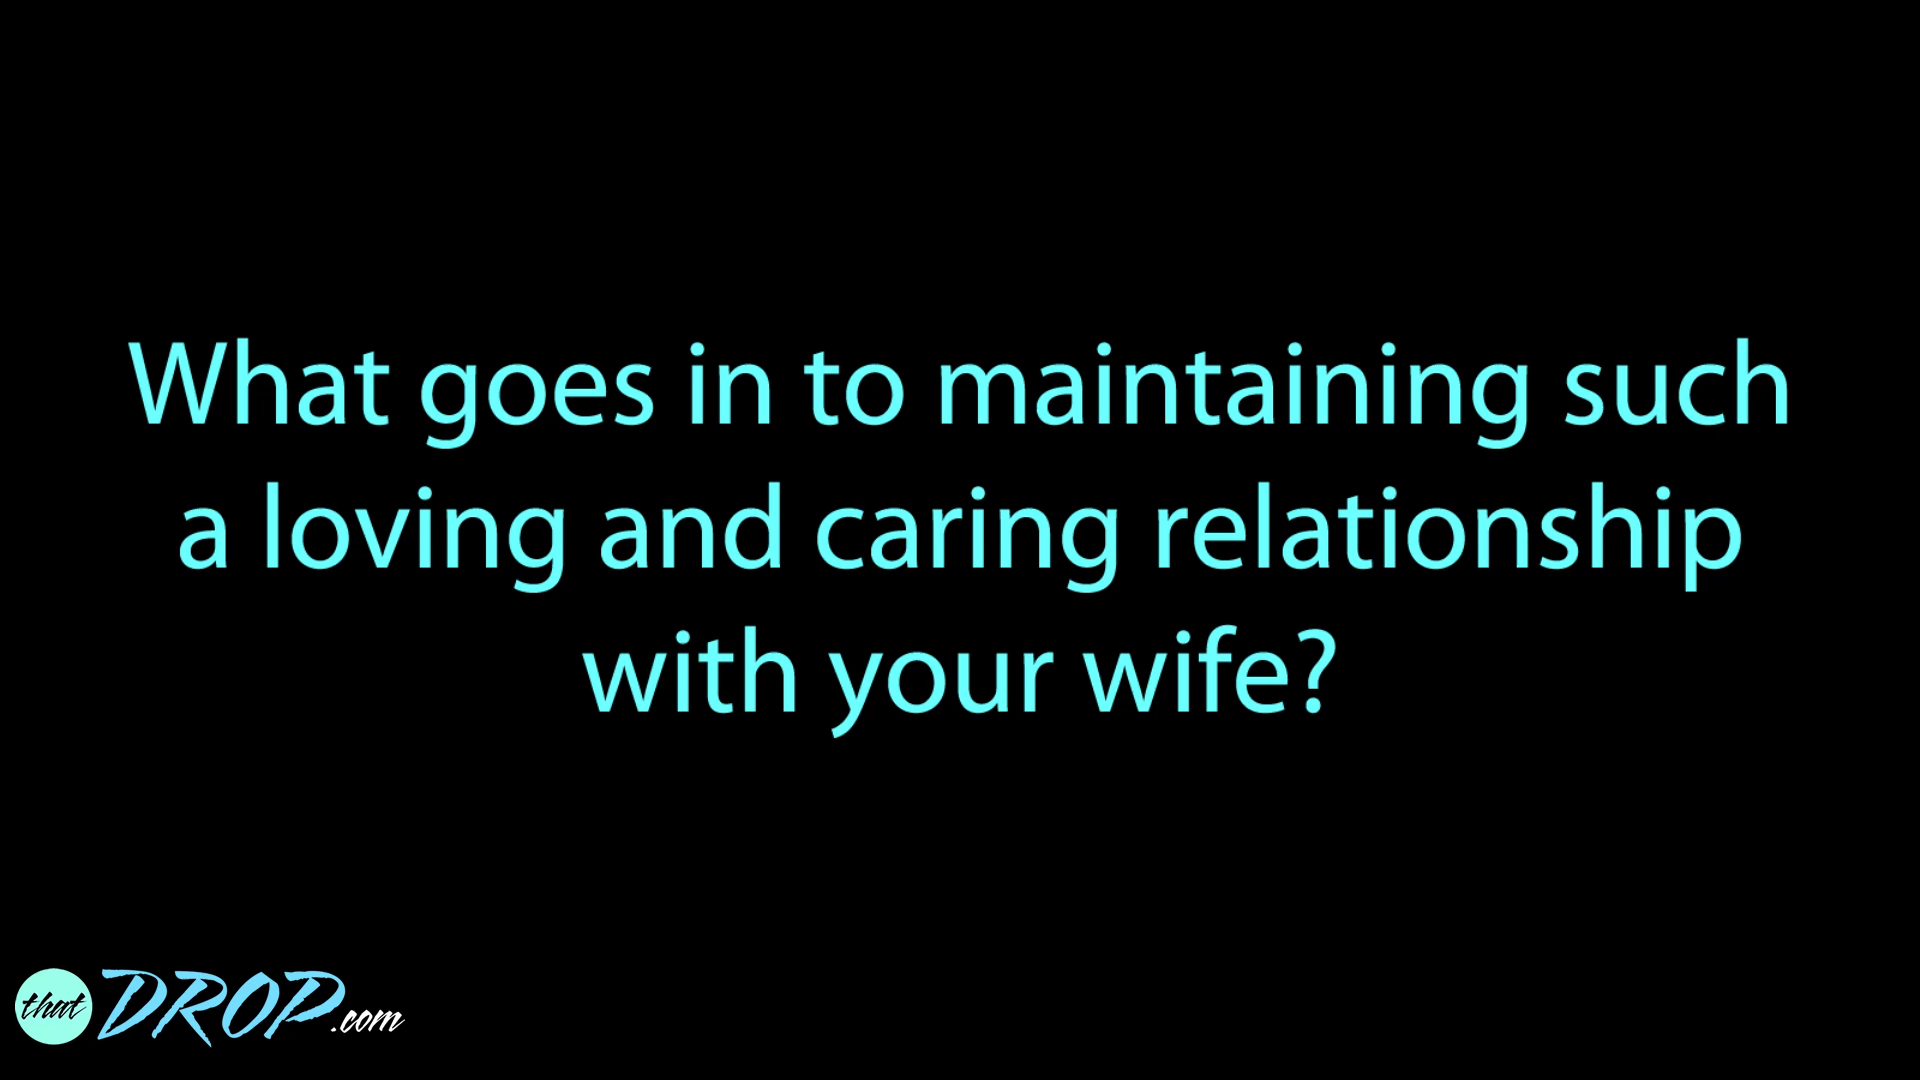 What goes in to maintaining such
a loving and caring relationship
with your wife?
that DROP.com